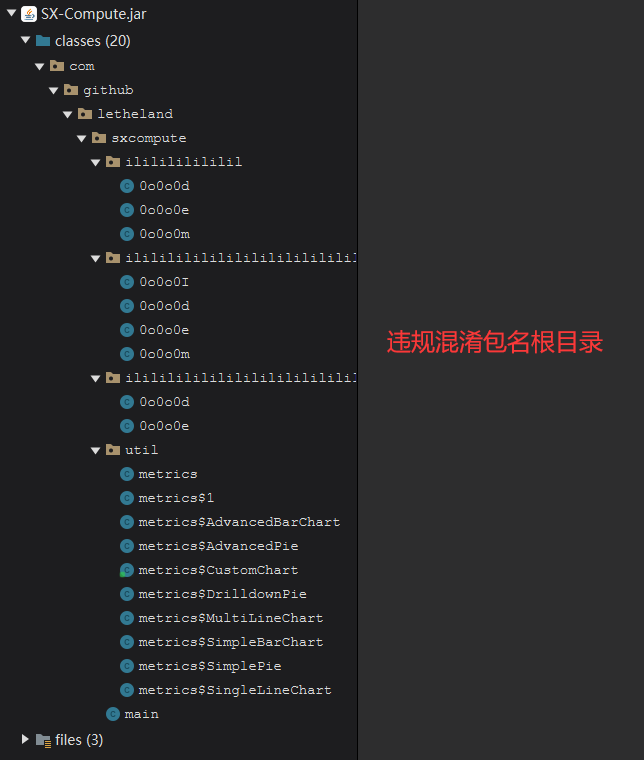 SX-Compute.jar
classes (20)
com
github
letheland
sxcompute
ililililililil
0o0o0d
0o0o0e
0o0o0m
0o0o0I
0o0o0d
0o0o0e
0o0o0m
0o0o0d
0o0o0e
违规混淆包名根目录
util
metrics
metrics$1
metrics$AdvancedBarChart
metrics$AdvancedPie
metrics$CustomChart
metrics$DrilldownPie
metrics$MultiLineChart
metrics$SimpleBarChart
metrics$SimplePie
metrics$SingleLineChart
main
files (3)